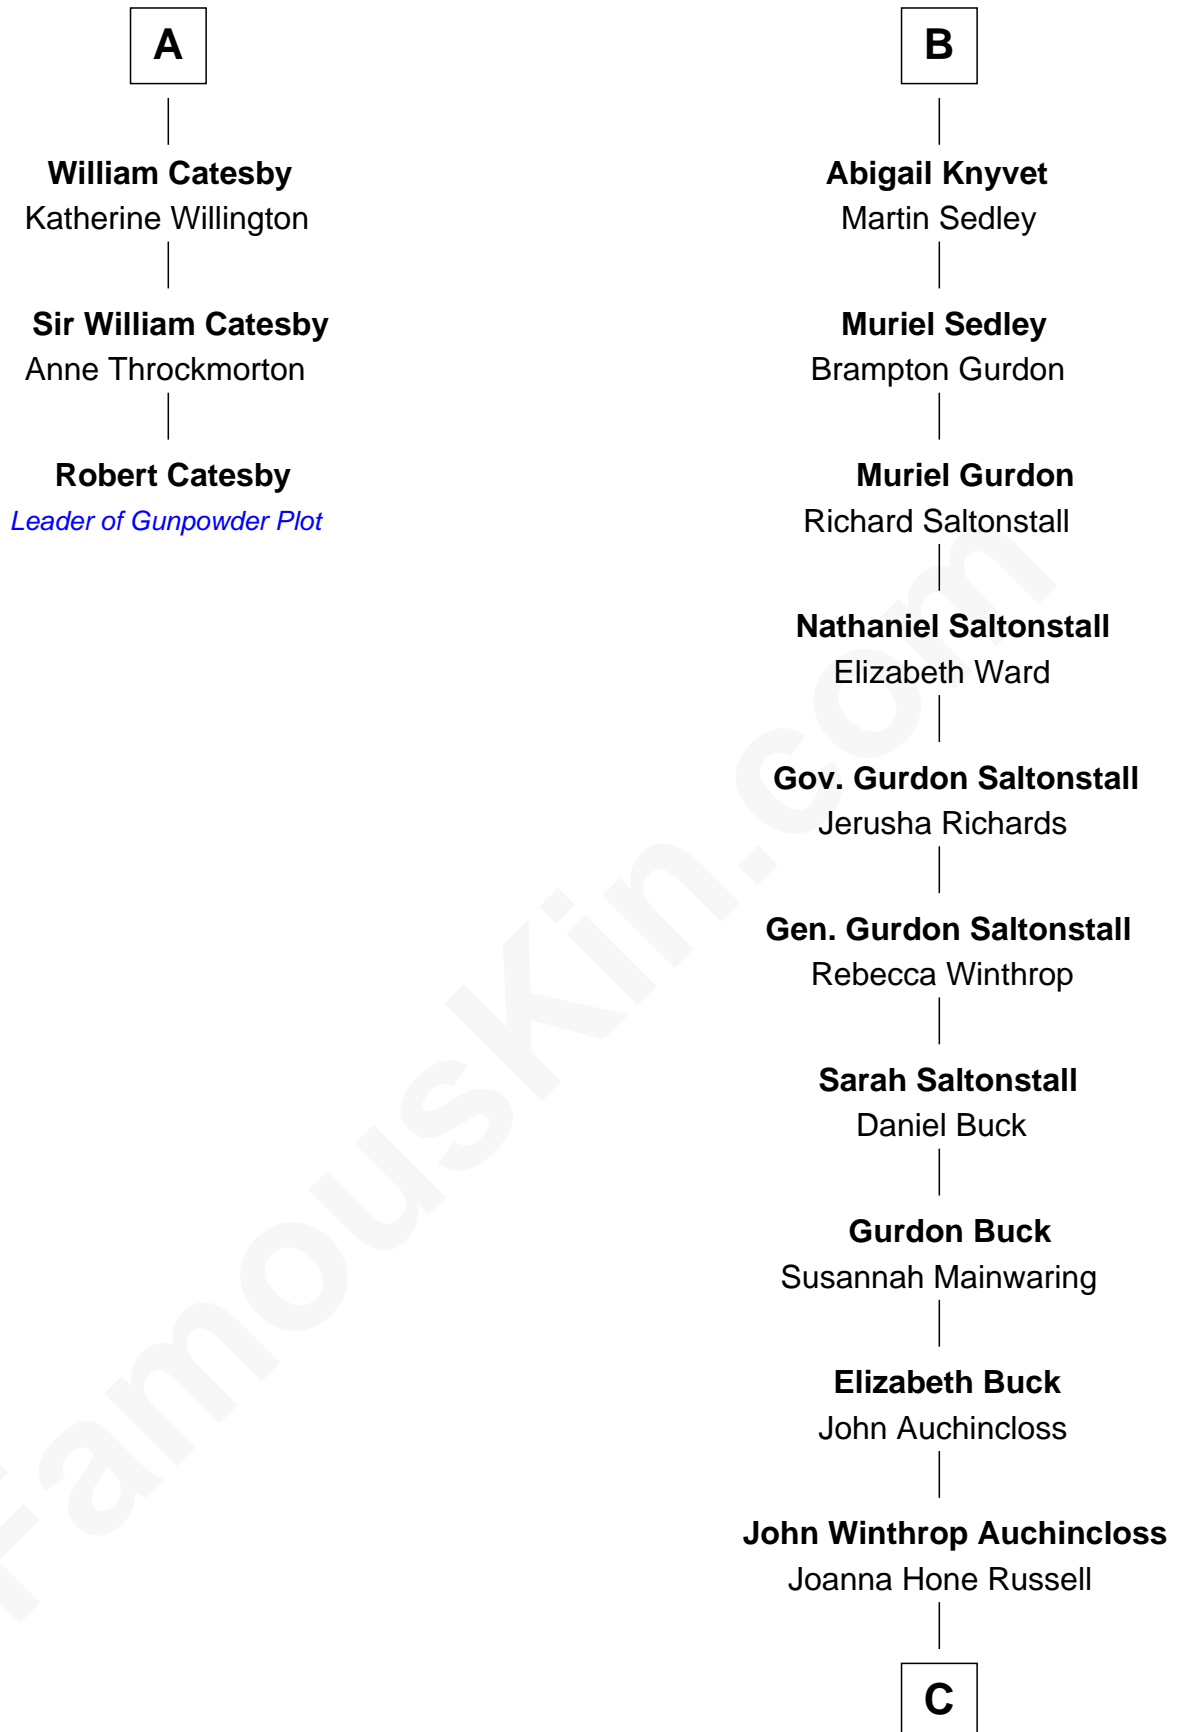 A
William Catesby
Katherine Willington
Sir William Catesby
Anne Throckmorton
Robert Catesby
Leader of Gunpowder Plot
B
Abigail Knyvet
Martin Sedley
Muriel Sedley
Brampton Gurdon
Muriel Gurdon
Richard Saltonstall
Nathaniel Saltonstall
Elizabeth Ward
Gov. Gurdon Saltonstall
Jerusha Richards
Gen. Gurdon Saltonstall
Rebecca Winthrop
Sarah Saltonstall
Daniel Buck
Gurdon Buck
Susannah Mainwaring
Elizabeth Buck
John Auchincloss
John Winthrop Auchincloss
Joanna Hone Russell
C
FamousKin.com